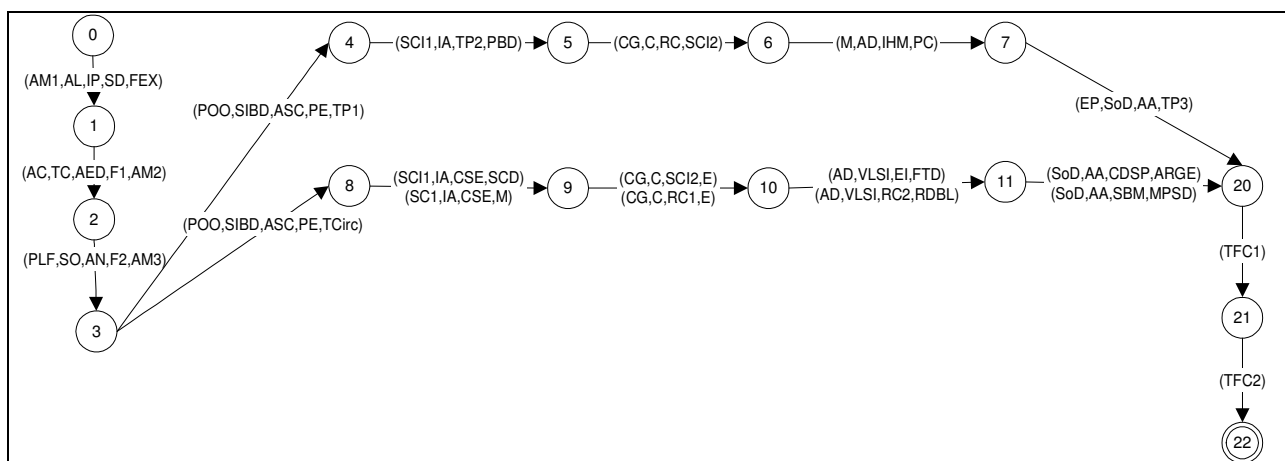 0
(AM1,AL,IP,SD,FEX)
1
(AC,TC,AED,F1,AM2)
2
(PLF,SO,AN,F2,AM3)
3
(POO,SIBD,ASC,PE,TP1)
4
(SCI1,IA,TP2,PBD)
5
(CG,C,RC,SCI2)
6
(M,AD,IHM,PC)
7
(EP,SoD,AA,TP3)
(POO,SIBD,ASC,PE,TCirc)
8
(SCI1,IA,CSE,SCD)
(SC1,IA,CSE,M)
9
(CG,C,SCI2,E)
(CG,C,RC1,E)
10
(AD,VLSI,EI,FTD)
(AD,VLSI,RC2,RDBL)
11
(SoD,AA,CDSP,ARGE)
(SoD,AA,SBM,MPSD)
20
(TFC1)
21
(TFC2)
22